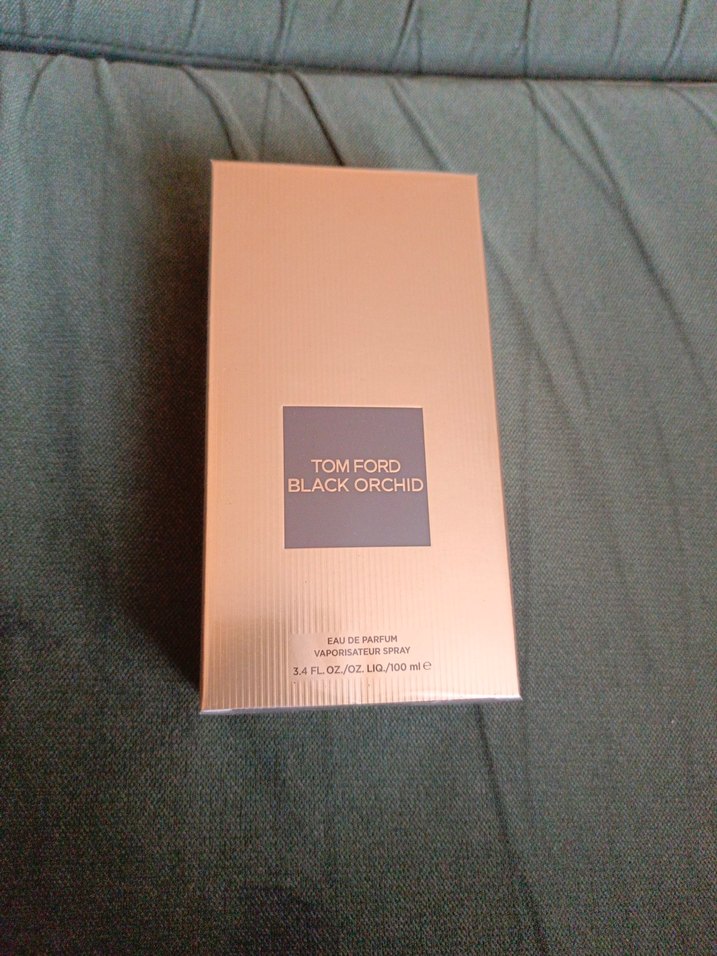 TOM FORD
BLACK ORCHID
EAU DE PARFUM
VAPORISATEUR SPRAY
3.4 FL. OZ./OZ. LIQ./100 ml ℮